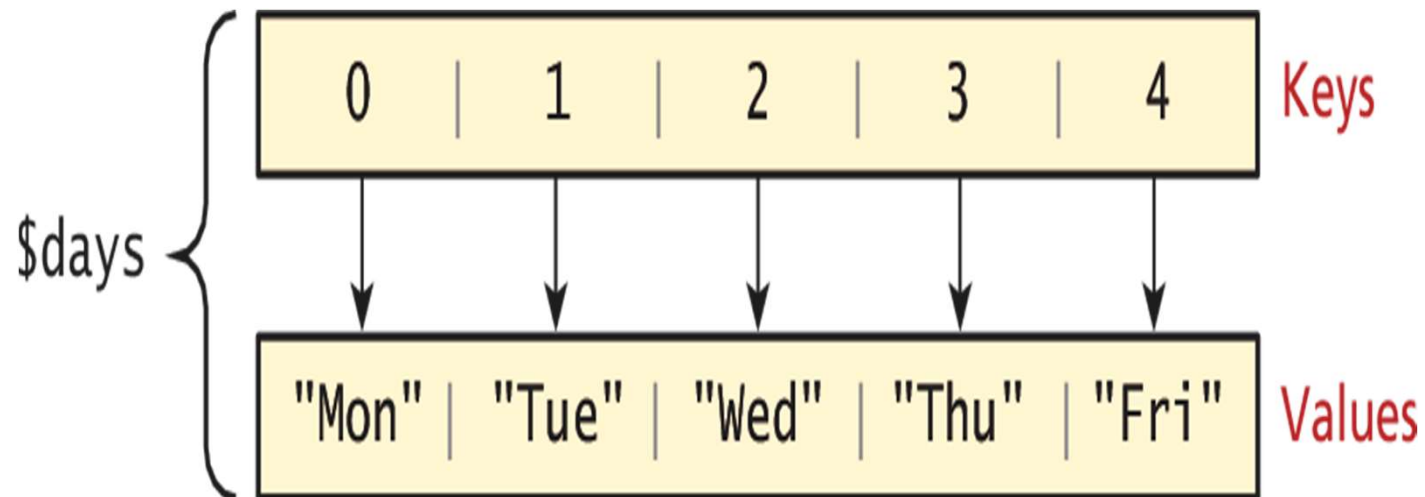 0 | 1 | 2 | 3 | 4 Keys
$days
"Mon" | "Tue" | "Wed" | "Thu" | "Fri" Values